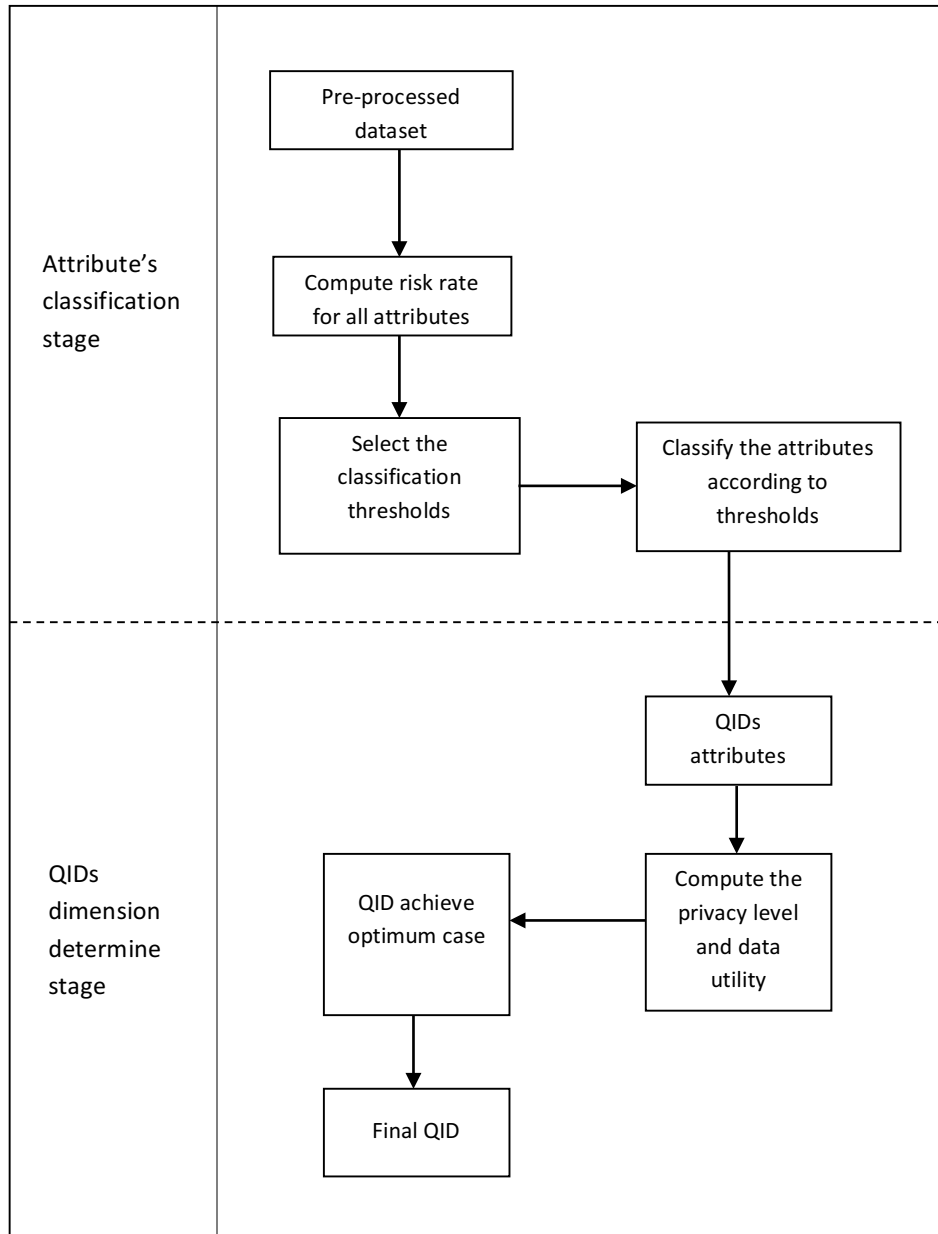 Pre-processed
dataset
Attribute’s
classification
stage
Compute risk rate
for all attributes
Select the
classification
thresholds
Classify the attributes
according to
thresholds
QIDs
attributes
QIDs
dimension
determine
stage
Compute the
privacy level
and data
utility
QID achieve
optimum case
Final QID